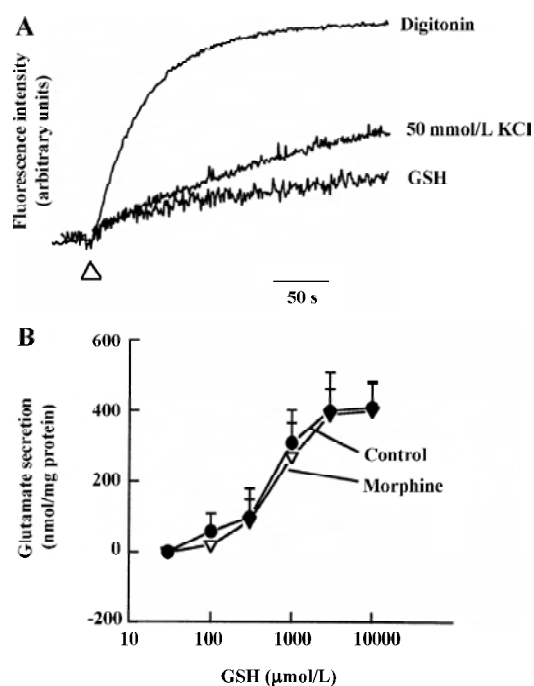 A
Fluorescence intensity
(arbitrary units)
Digitonin
50 mmol/L KCl
GSH
50 s
B
Glutamate secretion
(nmol/mg protein)
600
400
200
0
-200
Control
Morphine
10
100
1000
10000
GSH (μmol/L)